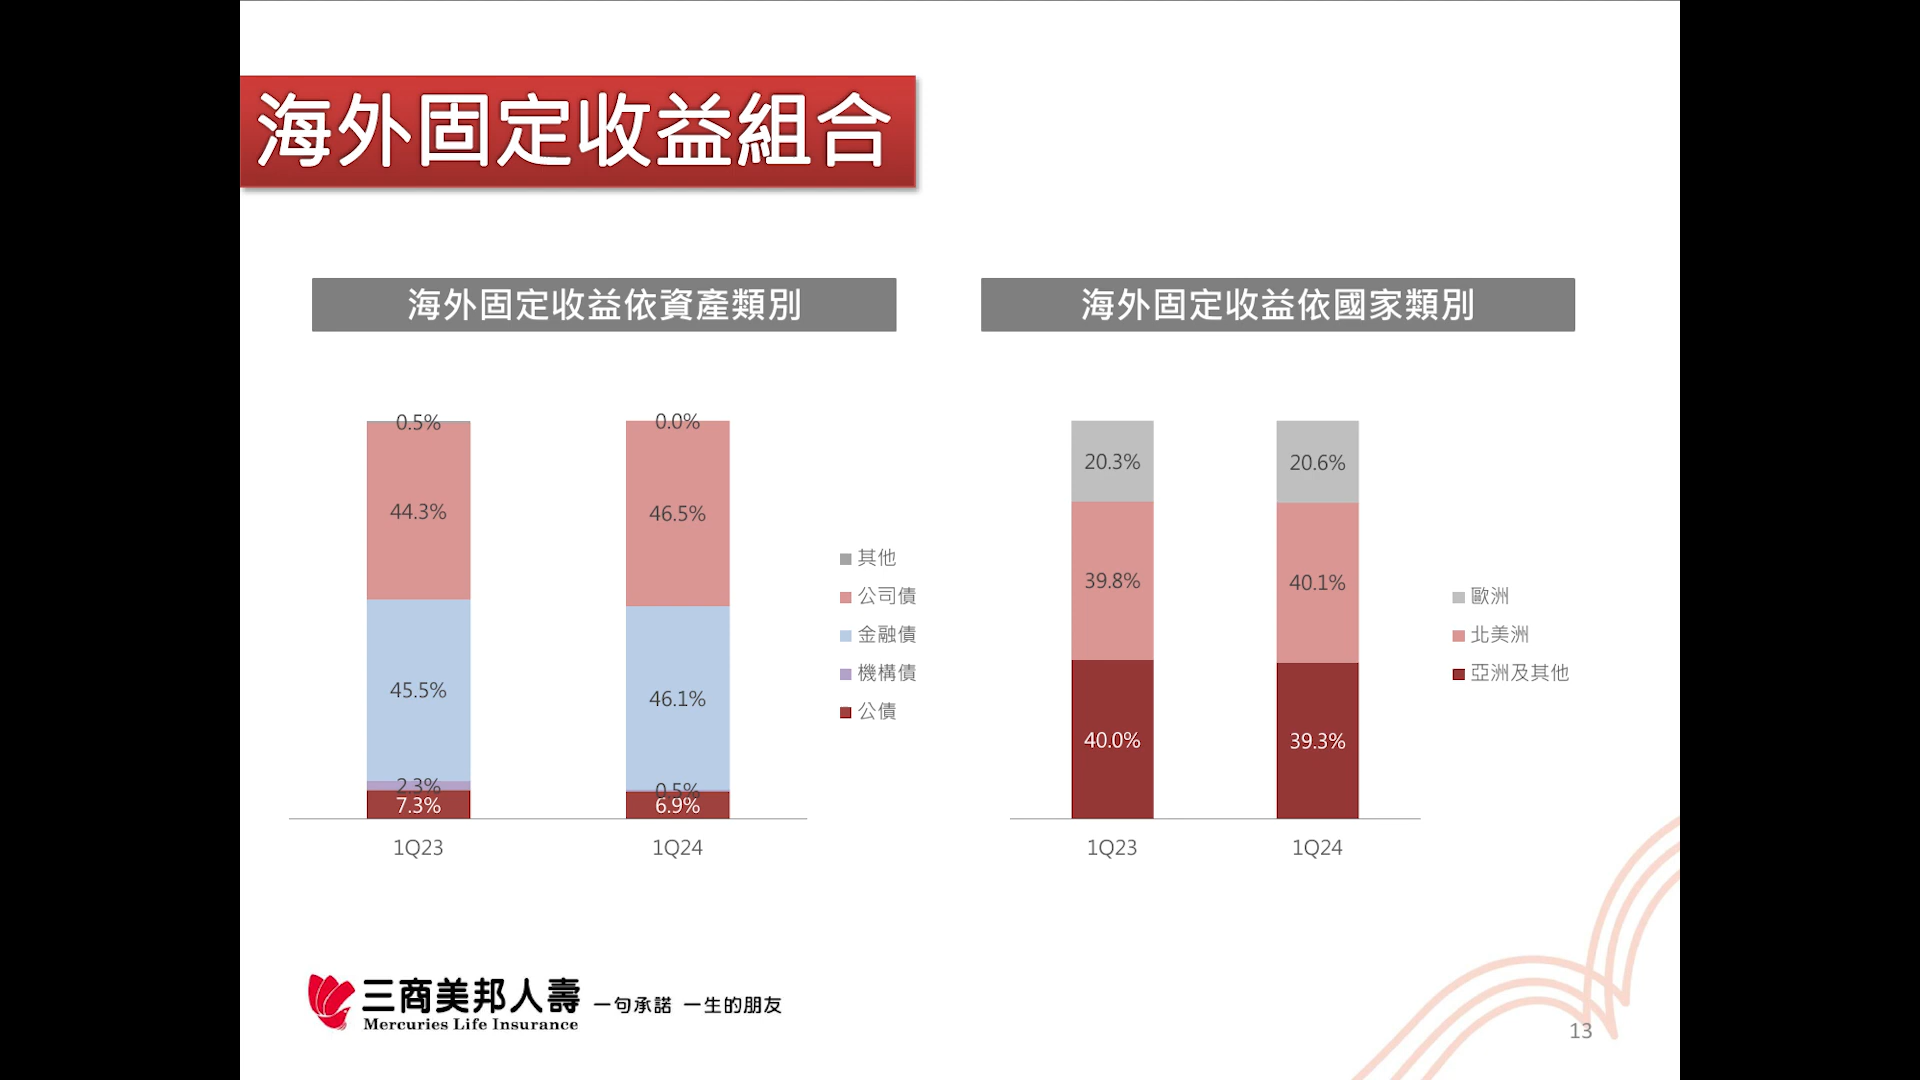 海外固定收益組合
海外固定收益依資產類別
0.5%
0.0%
44.3%
46.5%
45.5%
46.1%
2.3%
0.5%
7.3%
6.9%
1Q23
1Q24
其他
公司債
金融債
機構債
公債
海外固定收益依國家類別
20.3%
20.6%
39.8%
40.1%
40.0%
39.3%
1Q23
1Q24
歐洲
北美洲
亞洲及其他
三商美邦人壽 一句承諾 一生的朋友
Mercuries Life Insurance
13